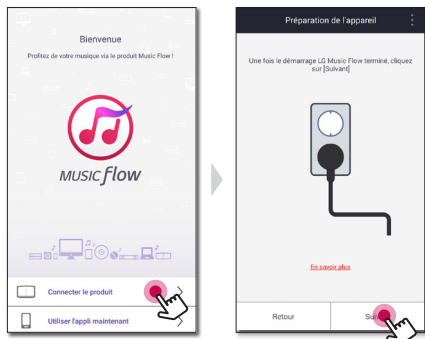 Bienvenue
Profitez de votre musique via le produit Music Flow !
MUSIC flow
Connecter le produit
Utiliser l'appli maintenant
Préparation de l'appareil
Une fois le démarrage LG Music Flow terminé, cliquez
sur [Suivant]
En savoir plus
Retour